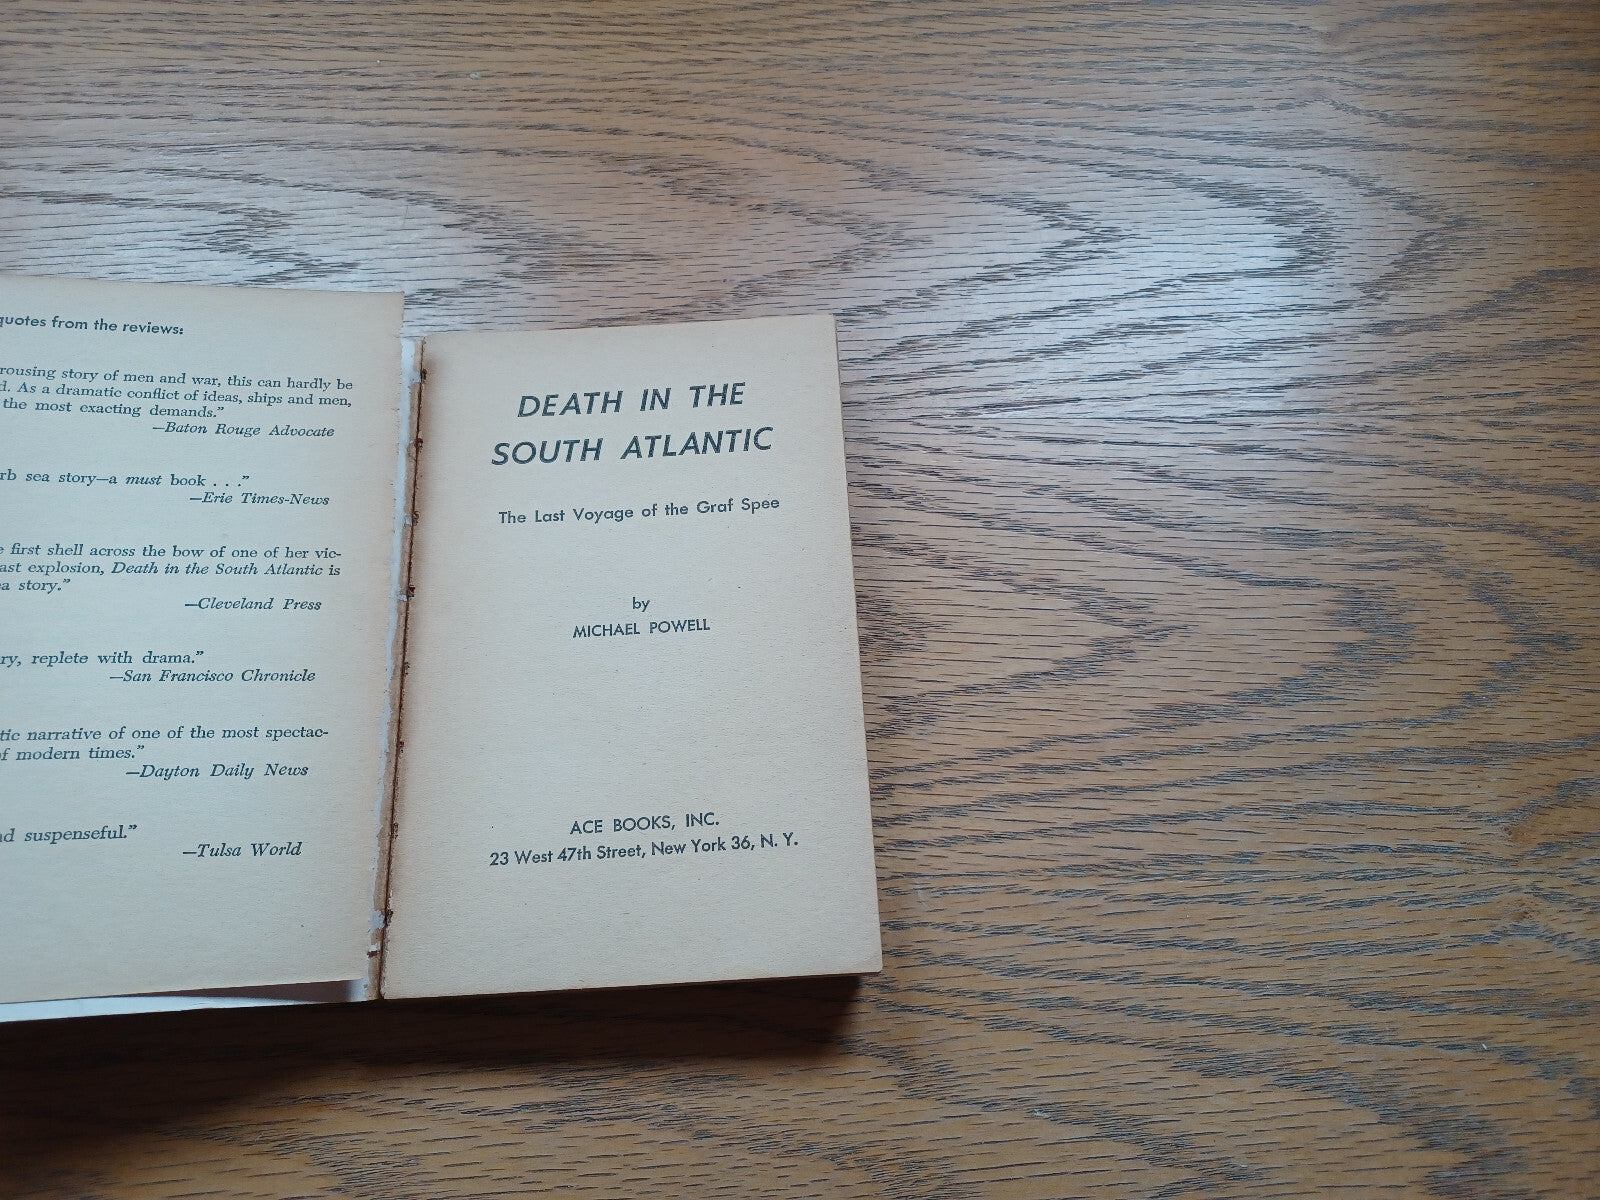 quotes from the reviews:
rousing story of men and war, this can hardly be
d. As a dramatic conflict of ideas, ships and men,
the most exacting demands."
—Baton Rouge Advocate
rb sea story—a must book . . ."
—Erie Times-News
e first shell across the bow of one of her vic-
ast explosion, Death in the South Atlantic is
a story."
—Cleveland Press
ry, replete with drama."
—San Francisco Chronicle
tic narrative of one of the most spectac-
of modern times."
—Dayton Daily News
nd suspenseful."
—Tulsa World
DEATH IN THE
SOUTH ATLANTIC
The Last Voyage of the Graf Spee
by
MICHAEL POWELL
ACE BOOKS, INC.
23 West 47th Street, New York 36, N. Y.